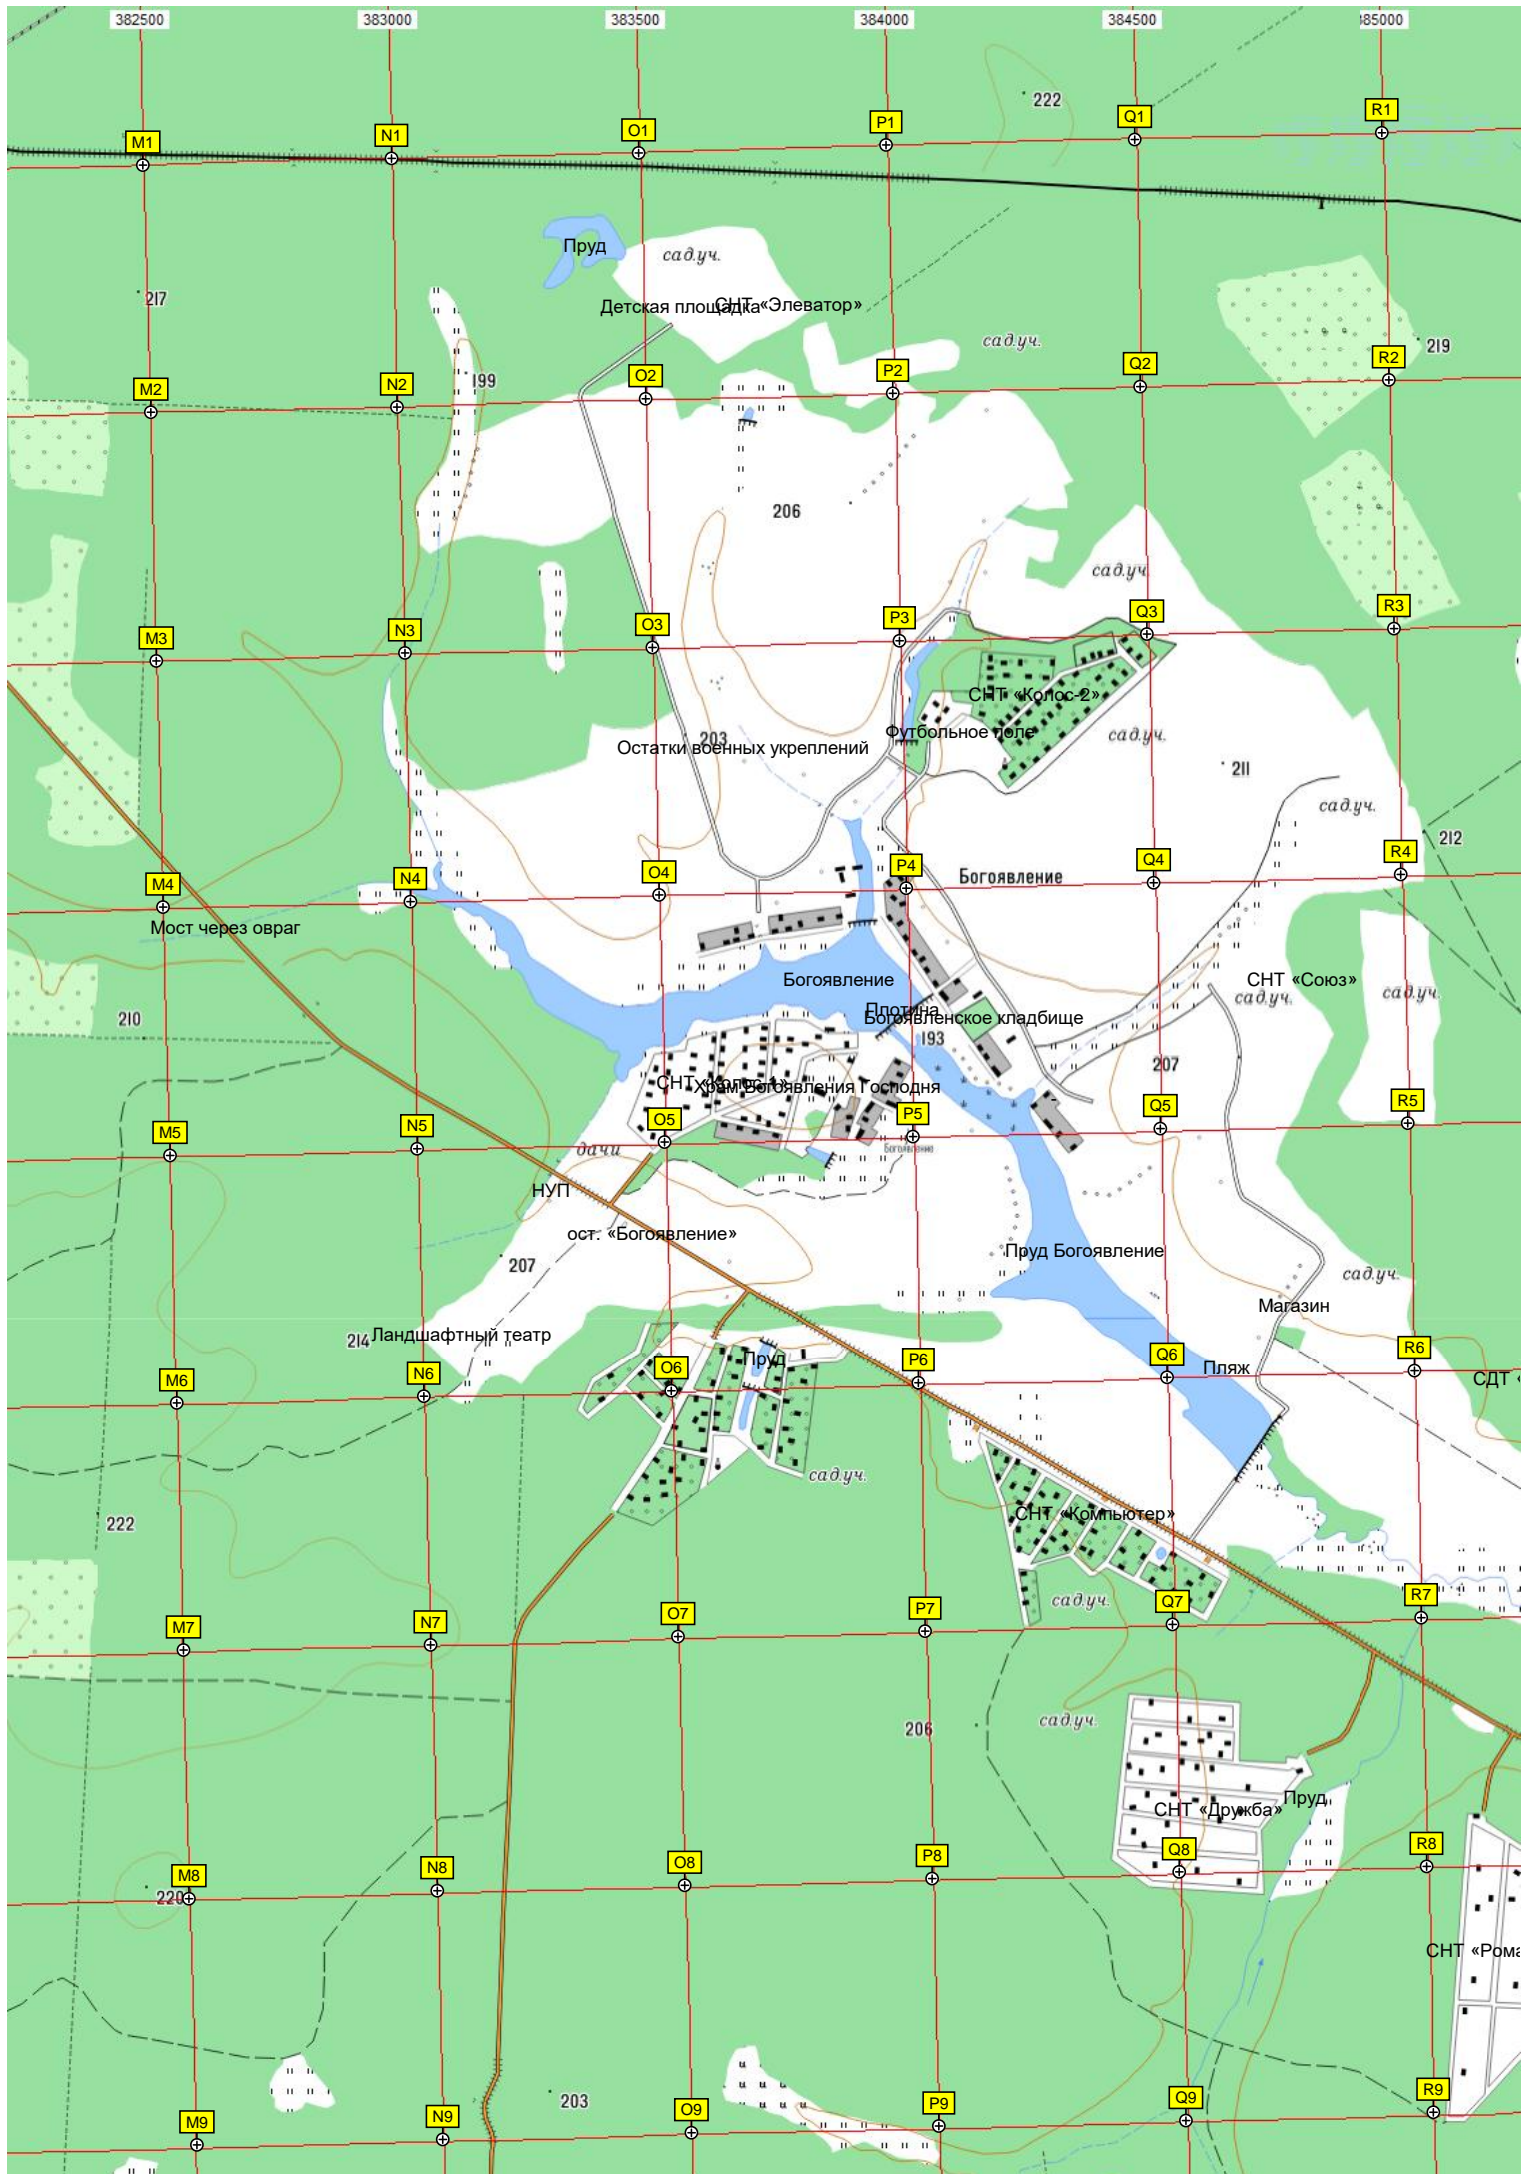 382500 383000 383500 384000 384500 385000
222
M1 N1 O1 P1 Q1 R1
Пруд
сад.уч.
217
Детская площадка
СНТ «Элеватор»
сад.уч.
219
M2 N2 O2 P2 Q2 R2
199
206
сад.уч.
M3 N3 O3 P3 Q3 R3
СНТ «Колос-2»
Футбольное поле
сад.уч.
203
Остатки военных укреплений
211
сад.уч.
212
M4 N4 O4 P4 Q4 R4
Богоявление
Мост через овраг
Богоявление
СНТ «Союз»
сад.уч.
сад.уч.
Плотина
Богоявленское кладбище
210
193
207
СНТ «Колос-1»
Храм Богоявления Господня
M5 N5 O5 P5 Q5 R5
дачи
Богоявление
НУП
ост. «Богоявление»
Пруд Богоявление
207
сад.уч.
Магазин
214
Ландшафтный театр
Пруд
Пляж
M6 N6 O6 P6 Q6 R6
СДТ «
сад.уч.
222
СНТ «Компьютер»
сад.уч.
M7 N7 O7 P7 Q7 R7
206
сад.уч.
СНТ «Дружба»
Пруд
M8 N8 O8 P8 Q8 R8
220
СНТ «Рома
203
M9 N9 O9 P9 Q9 R9